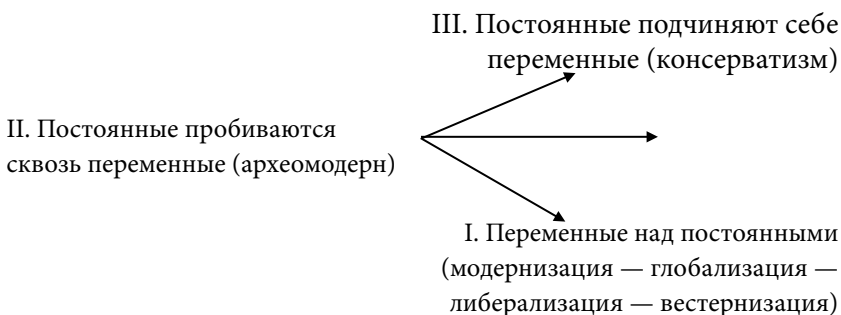 III. Постоянные подчиняют себе
переменные (консерватизм)
II. Постоянные пробиваются
сквозь переменные (археомодерн)
I. Переменные над постоянными
(модернизация — глобализация —
либерализация — вестернизация)